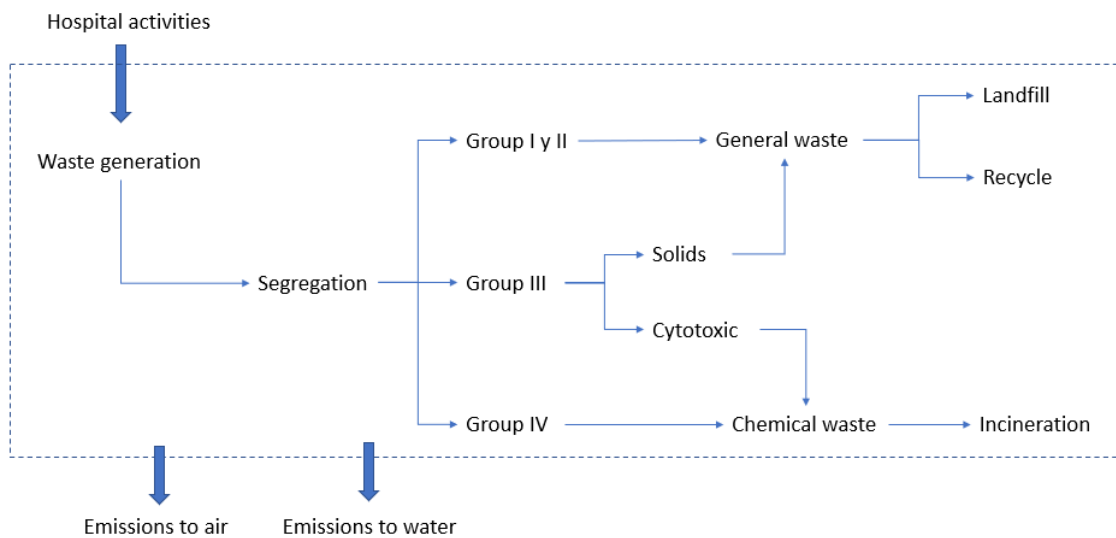 Hospital activities
Landfill
Group I y II
General waste
Waste generation
Recycle
Solids
Segregation
Group III
Cytotoxic
Group IV
Chemical waste
Incineration
Emissions to air
Emissions to water